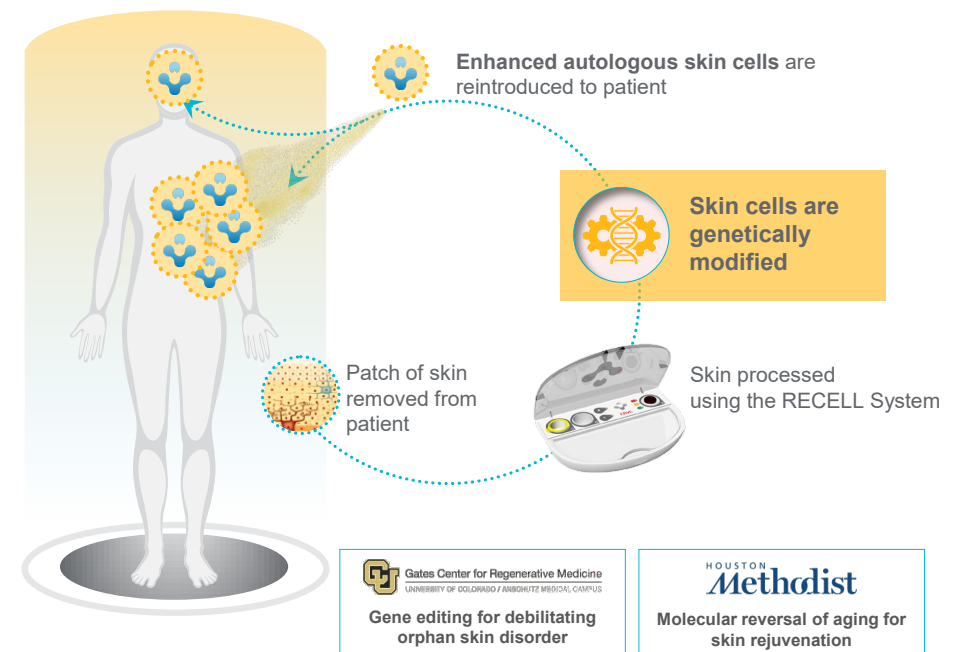 Enhanced autologous skin cells are
reintroduced to patient
Skin cells are
genetically
modified
Patch of skin
removed from
patient
Skin processed
using the RECELL System
CU
Gates Center for Regenerative Medicine
UNIVERSITY OF COLORADO / ANSCHUTZ MEDICAL CAMPUS
Gene editing for debilitating
orphan skin disorder
HOUSTON
Methodist
Molecular reversal of aging for
skin rejuvenation